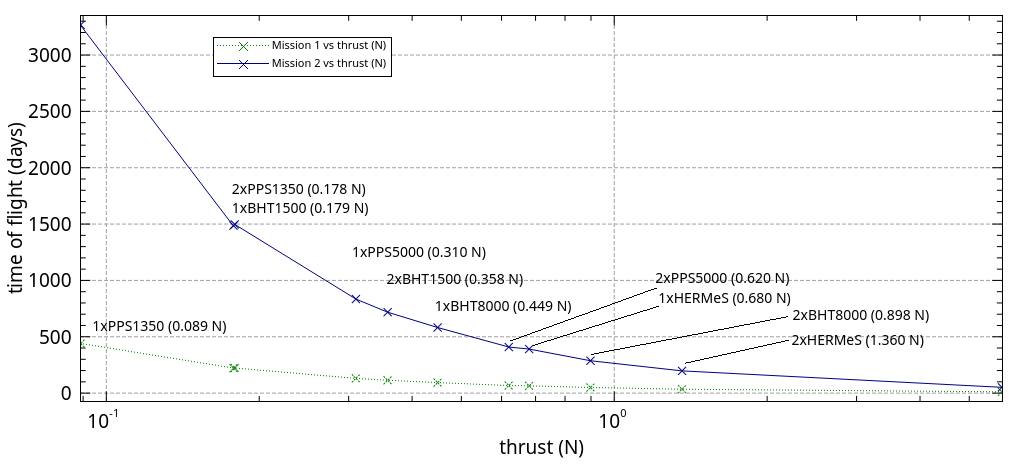 Mission 1 vs thrust (N)
Mission 2 vs thrust (N)
time of flight (days)
3000
2500
2000
1500
1000
500
0
2xPPS1350 (0.178 N)
1xBHT1500 (0.179 N)
1xPPS5000 (0.310 N)
2xBHT1500 (0.358 N)
1xBHT8000 (0.449 N)
2xPPS5000 (0.620 N)
1xHERMeS (0.680 N)
2xBHT8000 (0.898 N)
2xHERMeS (1.360 N)
1xPPS1350 (0.089 N)
10⁻¹
10⁰
thrust (N)